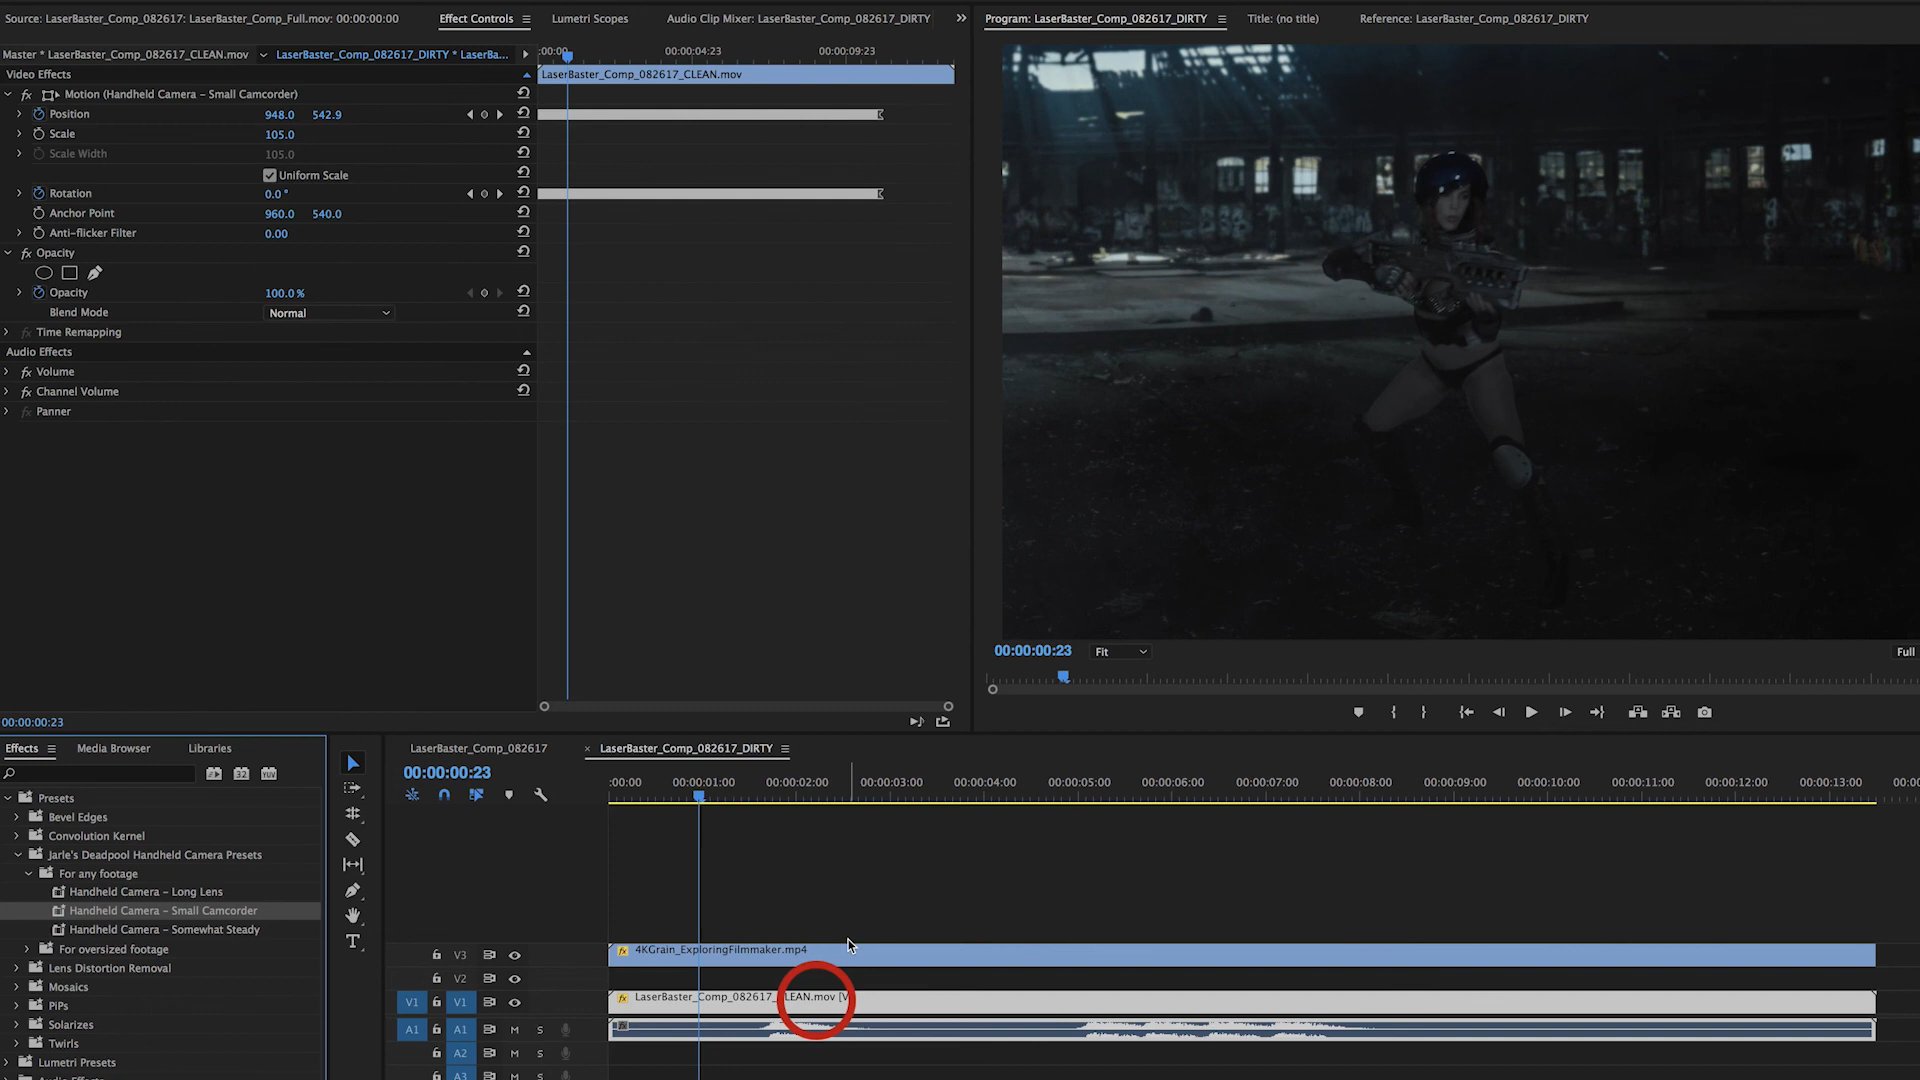 Source: LaserBaster_Comp_082617: LaserBaster_Comp_Full.mov: 00:00:00:00
Effect Controls
Lumetri Scopes
Audio Clip Mixer: LaserBaster_Comp_082617_DIRTY
Program: LaserBaster_Comp_082617_DIRTY
Title: (no title)
Reference: LaserBaster_Comp_082617_DIRTY
Master * LaserBaster_Comp_082617_CLEAN.mov
LaserBaster_Comp_082617_DIRTY * LaserBa...
:00:00
00:00:04:23
00:00:09:23
Video Effects
LaserBaster_Comp_082617_CLEAN.mov
fx Motion (Handheld Camera – Small Camcorder)
Position 948.0 542.9
Scale 105.0
Scale Width 105.0
Uniform Scale
Rotation 0.0 °
Anchor Point 960.0 540.0
Anti-flicker Filter 0.00
fx Opacity
Opacity 100.0 %
Blend Mode Normal
fx Time Remapping
Audio Effects
fx Volume
fx Channel Volume
fx Panner
00:00:00:23
Fit
Full
00:00:00:23
Effects
Media Browser
Libraries
32
YUV
Presets
Bevel Edges
Convolution Kernel
Jarle's Deadpool Handheld Camera Presets
For any footage
Handheld Camera – Long Lens
Handheld Camera – Small Camcorder
Handheld Camera – Somewhat Steady
For oversized footage
Lens Distortion Removal
Mosaics
PiPs
Solarizes
Twirls
Lumetri Presets
Audio Effects
LaserBaster_Comp_082617
× LaserBaster_Comp_082617_DIRTY
00:00:00:23
:00:00
00:00:01:00
00:00:02:00
00:00:03:00
00:00:04:00
00:00:05:00
00:00:06:00
00:00:07:00
00:00:08:00
00:00:09:00
00:00:10:00
00:00:11:00
00:00:12:00
00:00:13:00
00:00
V3
fx 4KGrain_ExploringFilmmaker.mp4
V2
V1 V1
fx LaserBaster_Comp_082617_CLEAN.mov [V
A1 A1 M S
fx
A2 M S
A3 M S